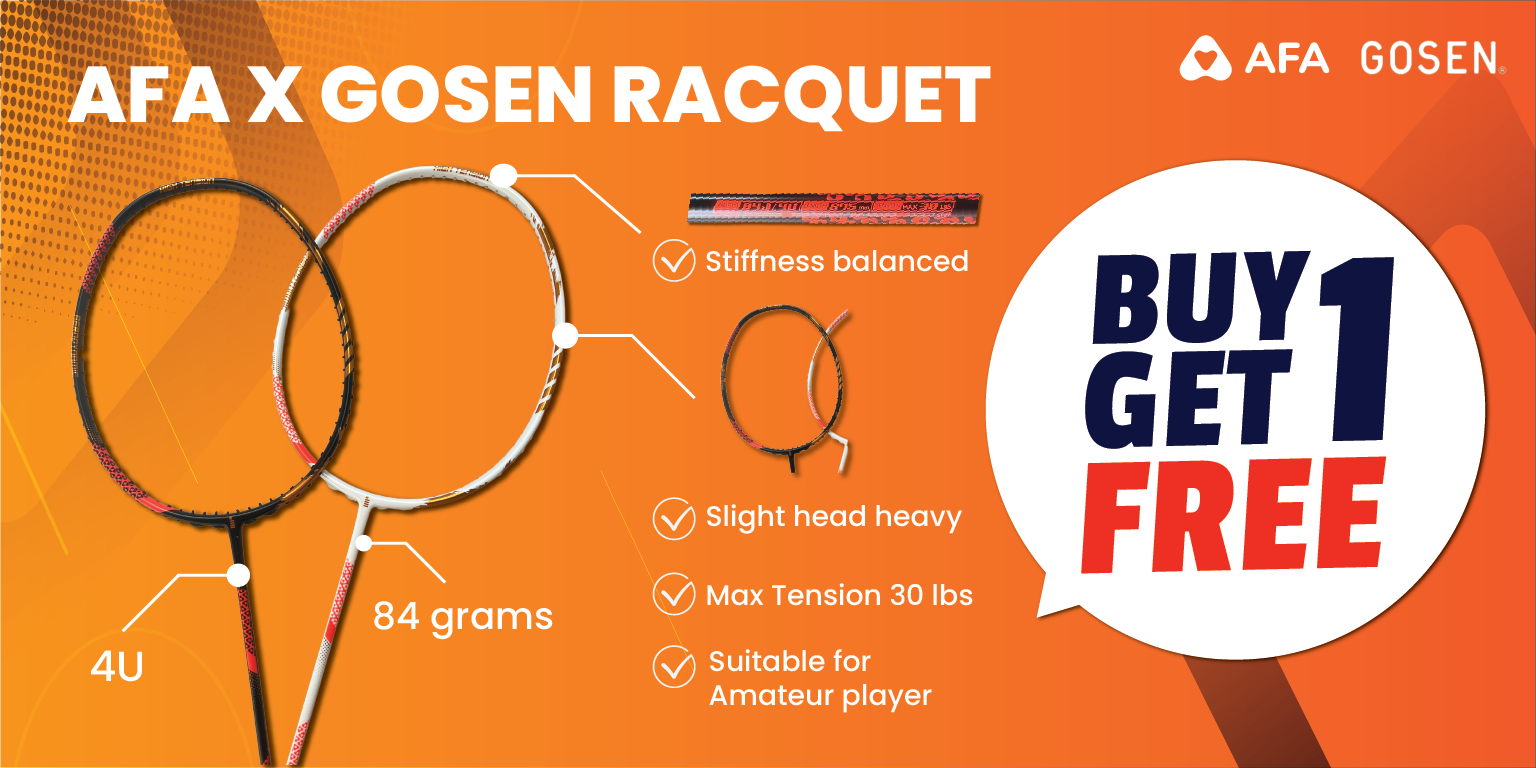 AFA X GOSEN RACQUET
AFA GOSEN®
Stiffness balanced
Slight head heavy
Max Tension 30 lbs
Suitable for
Amateur player
84 grams
4U
BUY 1
GET
FREE